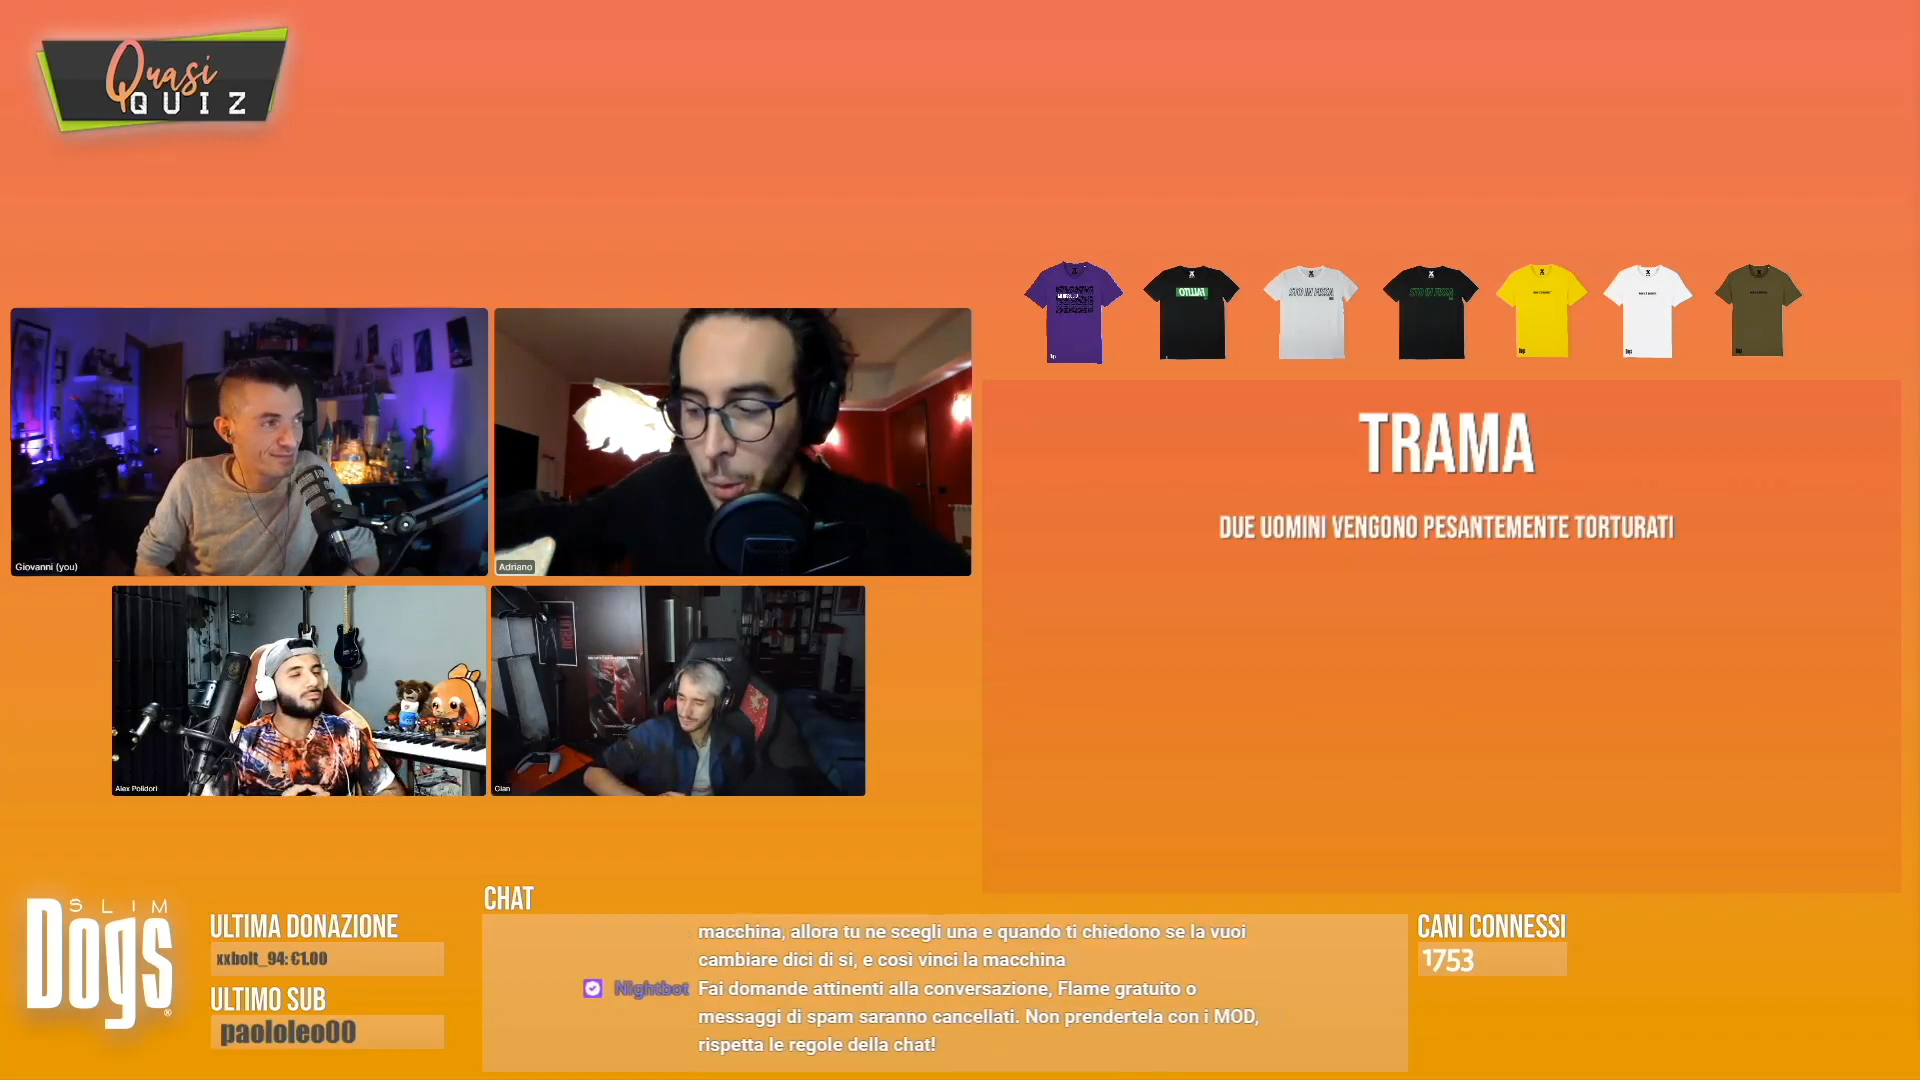 Quasi
QUIZ
TRAMA
DUE UOMINI VENGONO PESANTEMENTE TORTURATI
Giovanni (you)
Adriano
Alex Polidori
Cian
SLIM
Dogs®
ULTIMA DONAZIONE
xxbolt_94: €1.00
ULTIMO SUB
paololeo00
CHAT
macchina, allora tu ne scegli una e quando ti chiedono se la vuoi
cambiare dici di si, e così vinci la macchina
Nightbot Fai domande attinenti alla conversazione, Flame gratuito o
messaggi di spam saranno cancellati. Non prendertela con i MOD,
rispetta le regole della chat!
CANI CONNESSI
1753